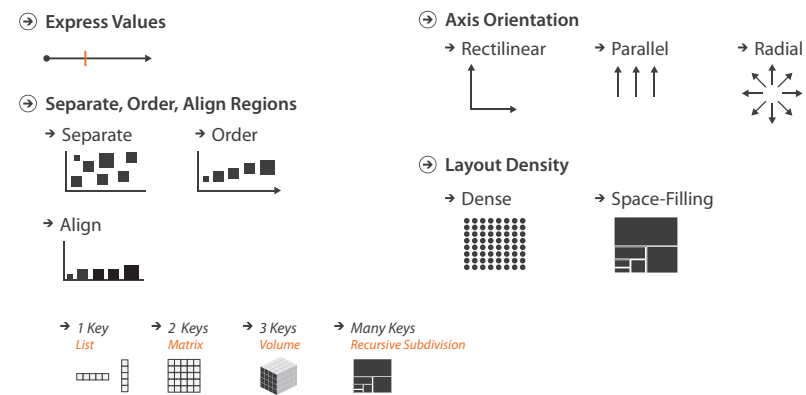 Express Values
Separate, Order, Align Regions
Separate
Order
Align
1 Key
List
2 Keys
Matrix
3 Keys
Volume
Many Keys
Recursive Subdivision
Axis Orientation
Rectilinear
Parallel
Radial
Layout Density
Dense
Space-Filling